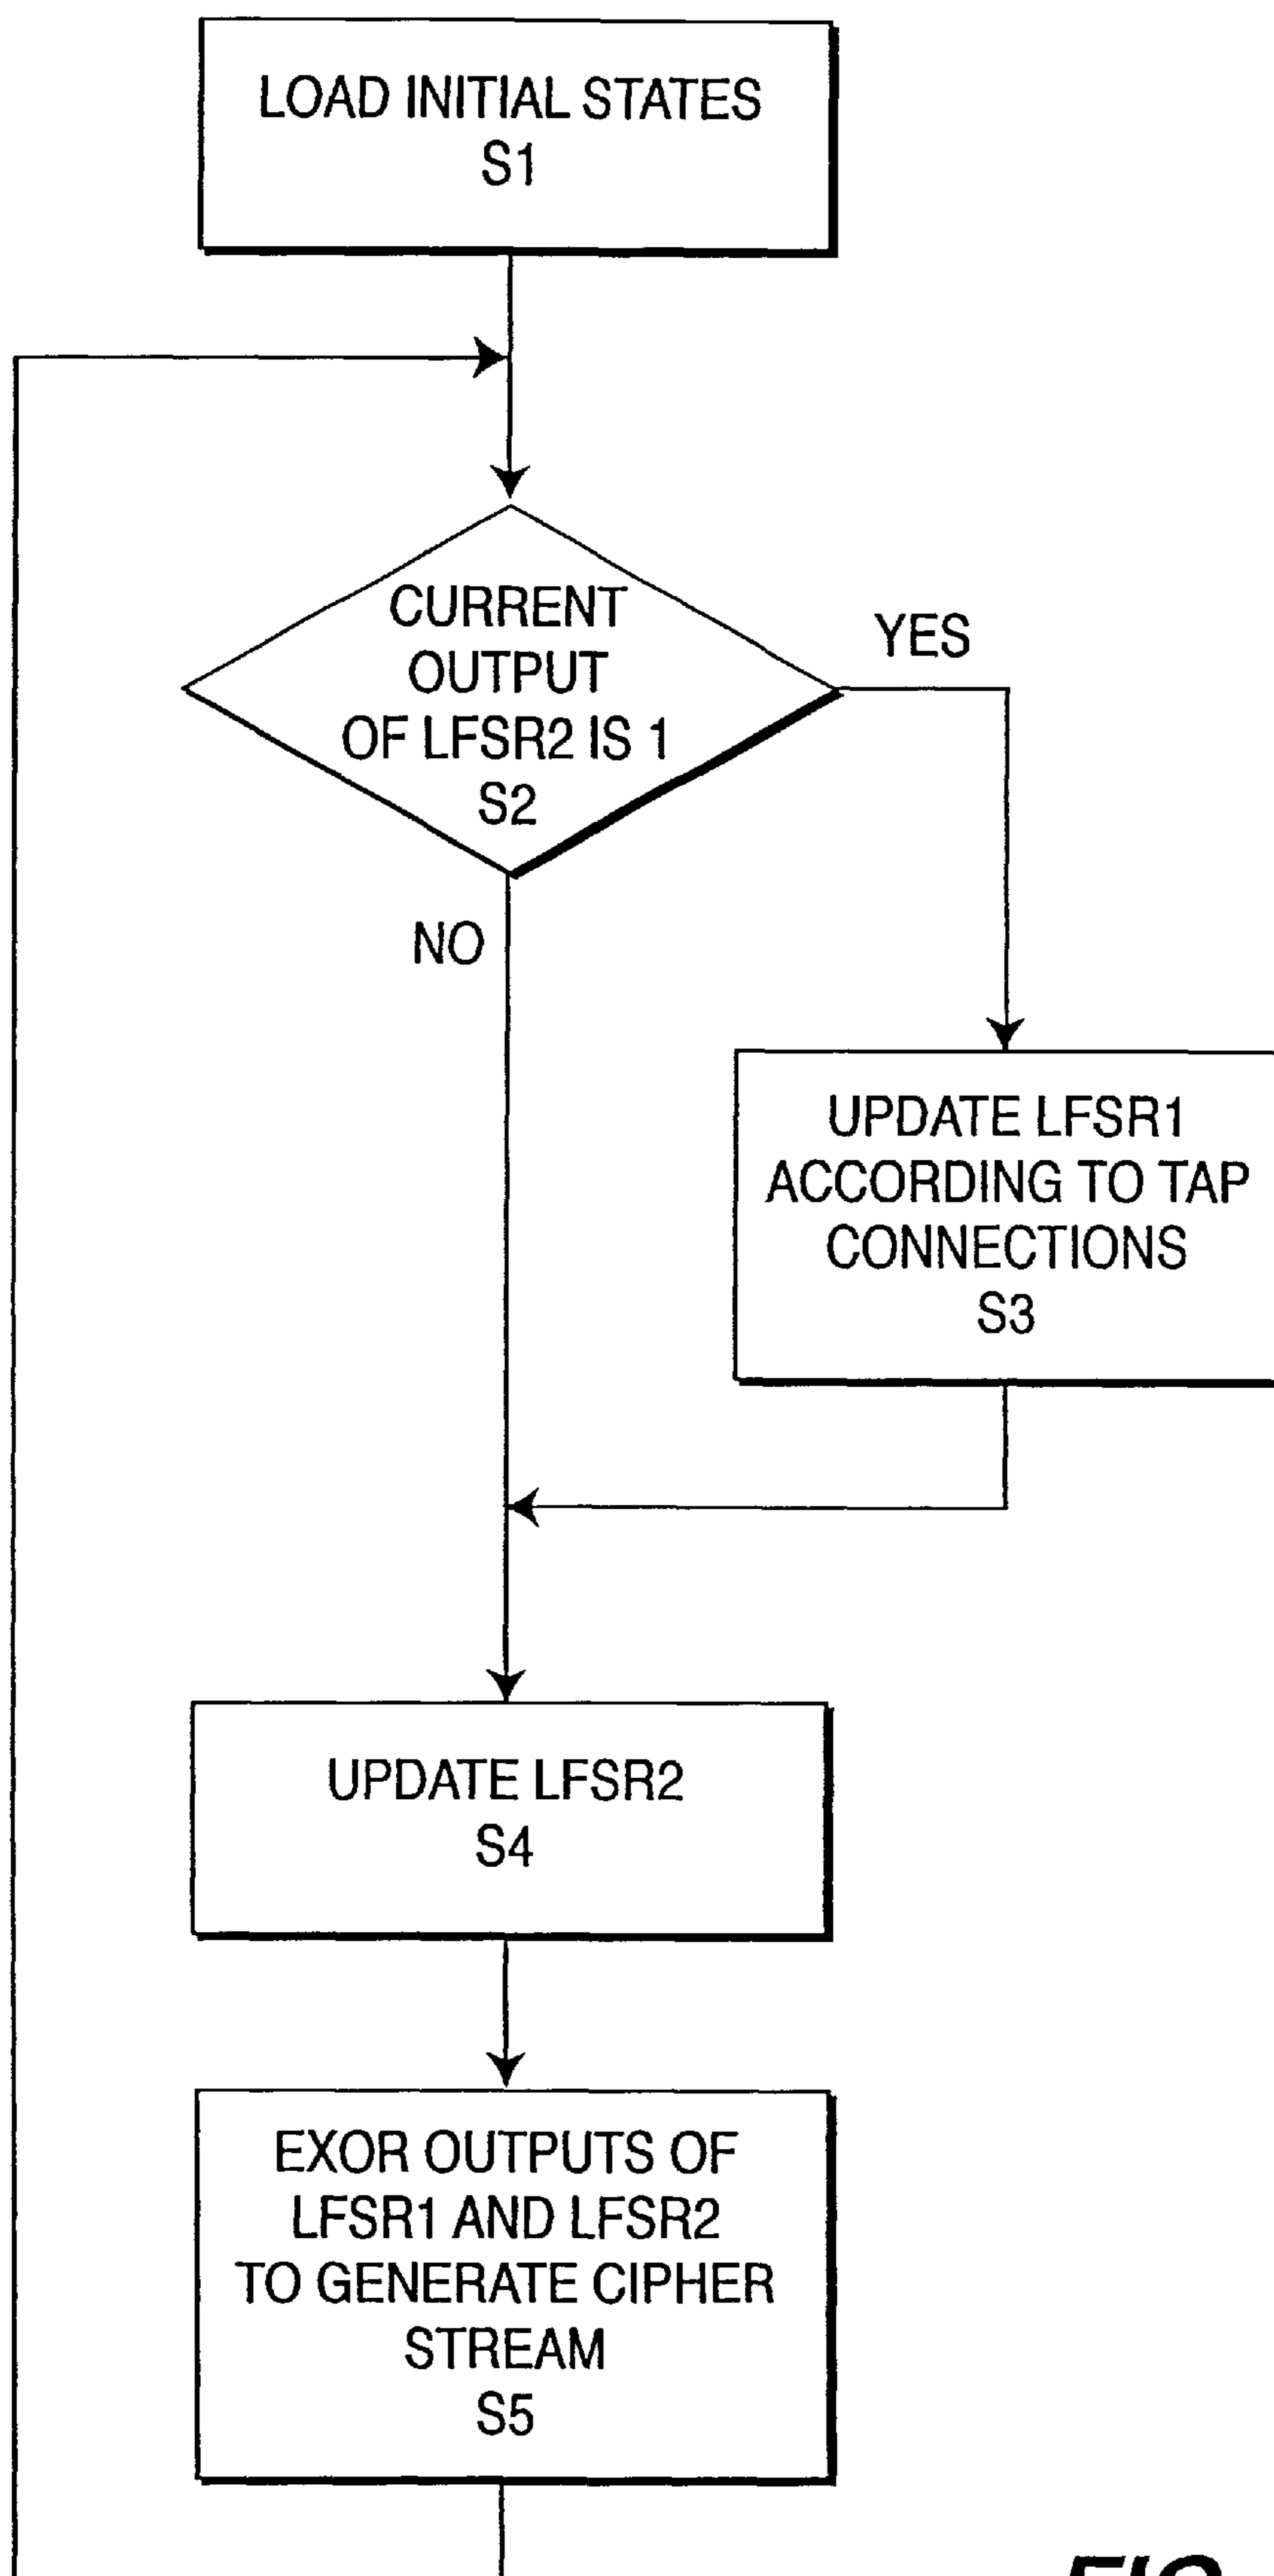 LOAD INITIAL STATES
S1
CURRENT
OUTPUT
OF LFSR2 IS 1
S2
YES
NO
UPDATE LFSR1
ACCORDING TO TAP
CONNECTIONS
S3
UPDATE LFSR2
S4
EXOR OUTPUTS OF
LFSR1 AND LFSR2
TO GENERATE CIPHER
STREAM
S5